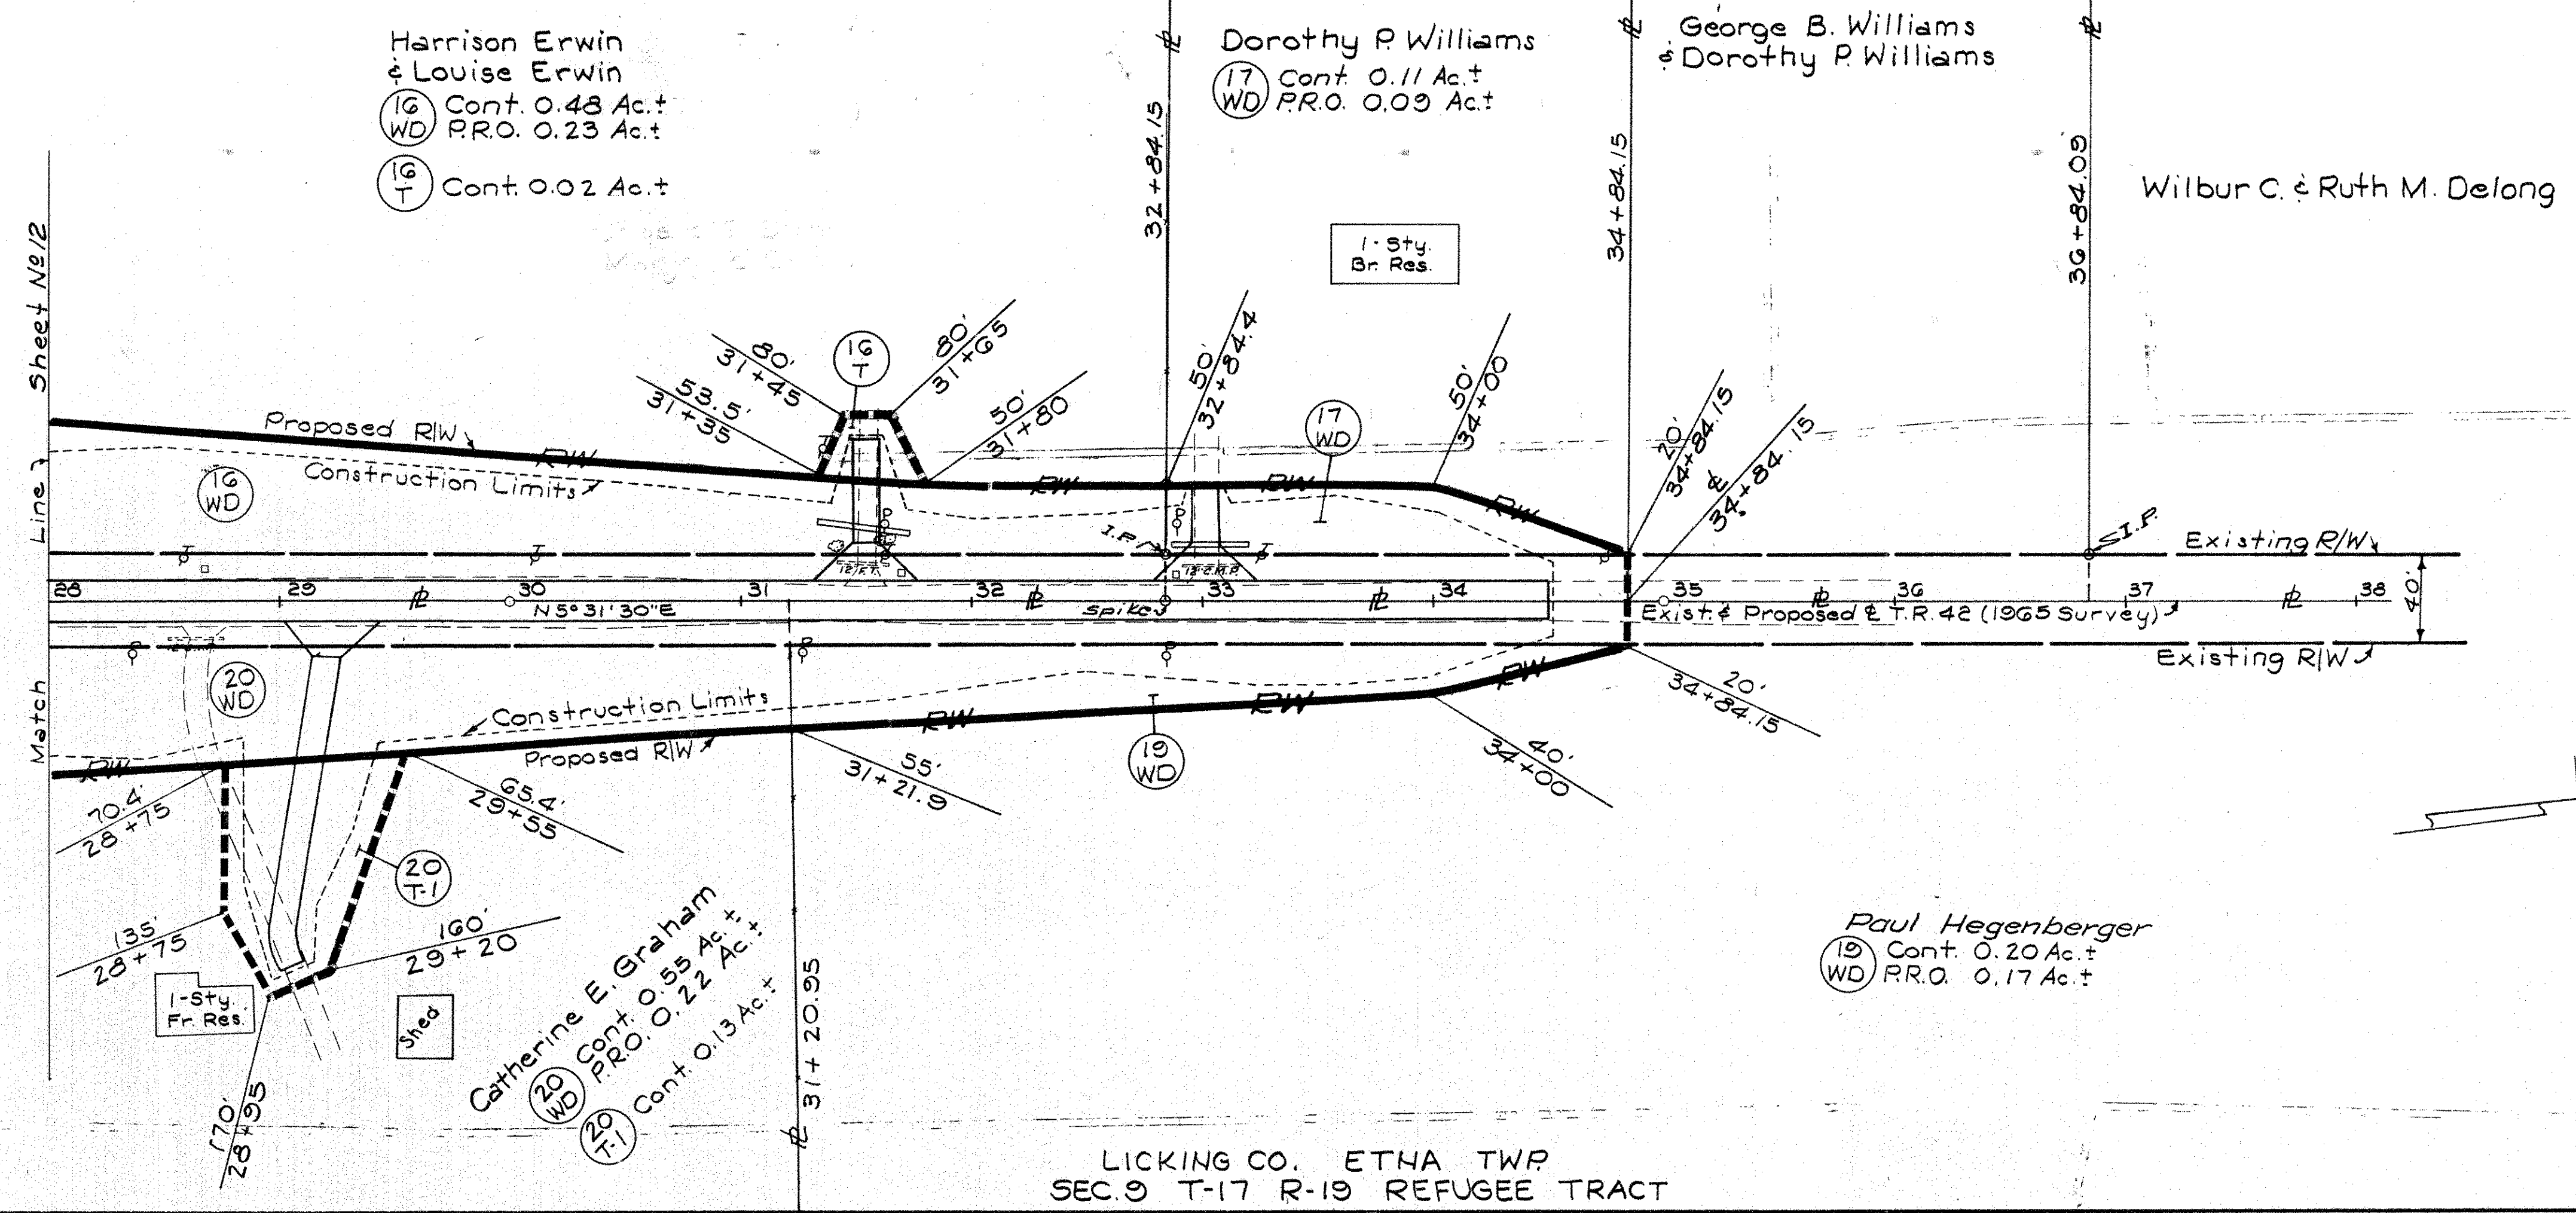 Harrison Erwin
& Louise Erwin
16 WD Cont. 0.48 Ac.±
P.R.O. 0.23 Ac.±
16 T Cont. 0.02 Ac.±
Dorothy P. Williams
17 WD Cont. 0.11 Ac.±
P.R.O. 0.09 Ac.±
George B. Williams
& Dorothy P. Williams
Wilbur C. & Ruth M. Delong
Match Line Sheet No 12
32+84.15
34+84.15
36+84.09
1-Sty.
Br. Res.
80'
31+45
53.5'
31+35
16
T
80'
31+65
50'
31+80
50'
32+84.4
17
WD
50'
34+00
20'
34+84.15
℄
34+84.15
Proposed R/W
RW
RW
RW
RW
Construction Limits
16
WD
I.P.
I.P.
Existing R/W
28 29 30 31 32 33 34 35 36 37 38
N 5° 31' 30" E
Spikes
Exist. & Proposed ℄ T.R. 42 (1965 Survey)
40'
Existing R/W
20
WD
Construction Limits
Proposed R/W
RW
RW
RW
RW
19
WD
70.4'
28+75
65.4'
29+55
55'
31+21.9
40'
34+00
20'
34+84.15
20
T-1
135'
28+75
160'
29+20
170'
28+95
1-Sty.
Fr. Res.
Shed
Catherine E. Graham
20 WD Cont. 0.55 Ac.±
P.R.O. 0.22 Ac.±
20 T-1 Cont. 0.13 Ac.±
31+20.95
Paul Hegenberger
19 WD Cont. 0.20 Ac.±
P.R.O. 0.17 Ac.±
LICKING CO. ETNA TWP.
SEC. 9 T-17 R-19 REFUGEE TRACT